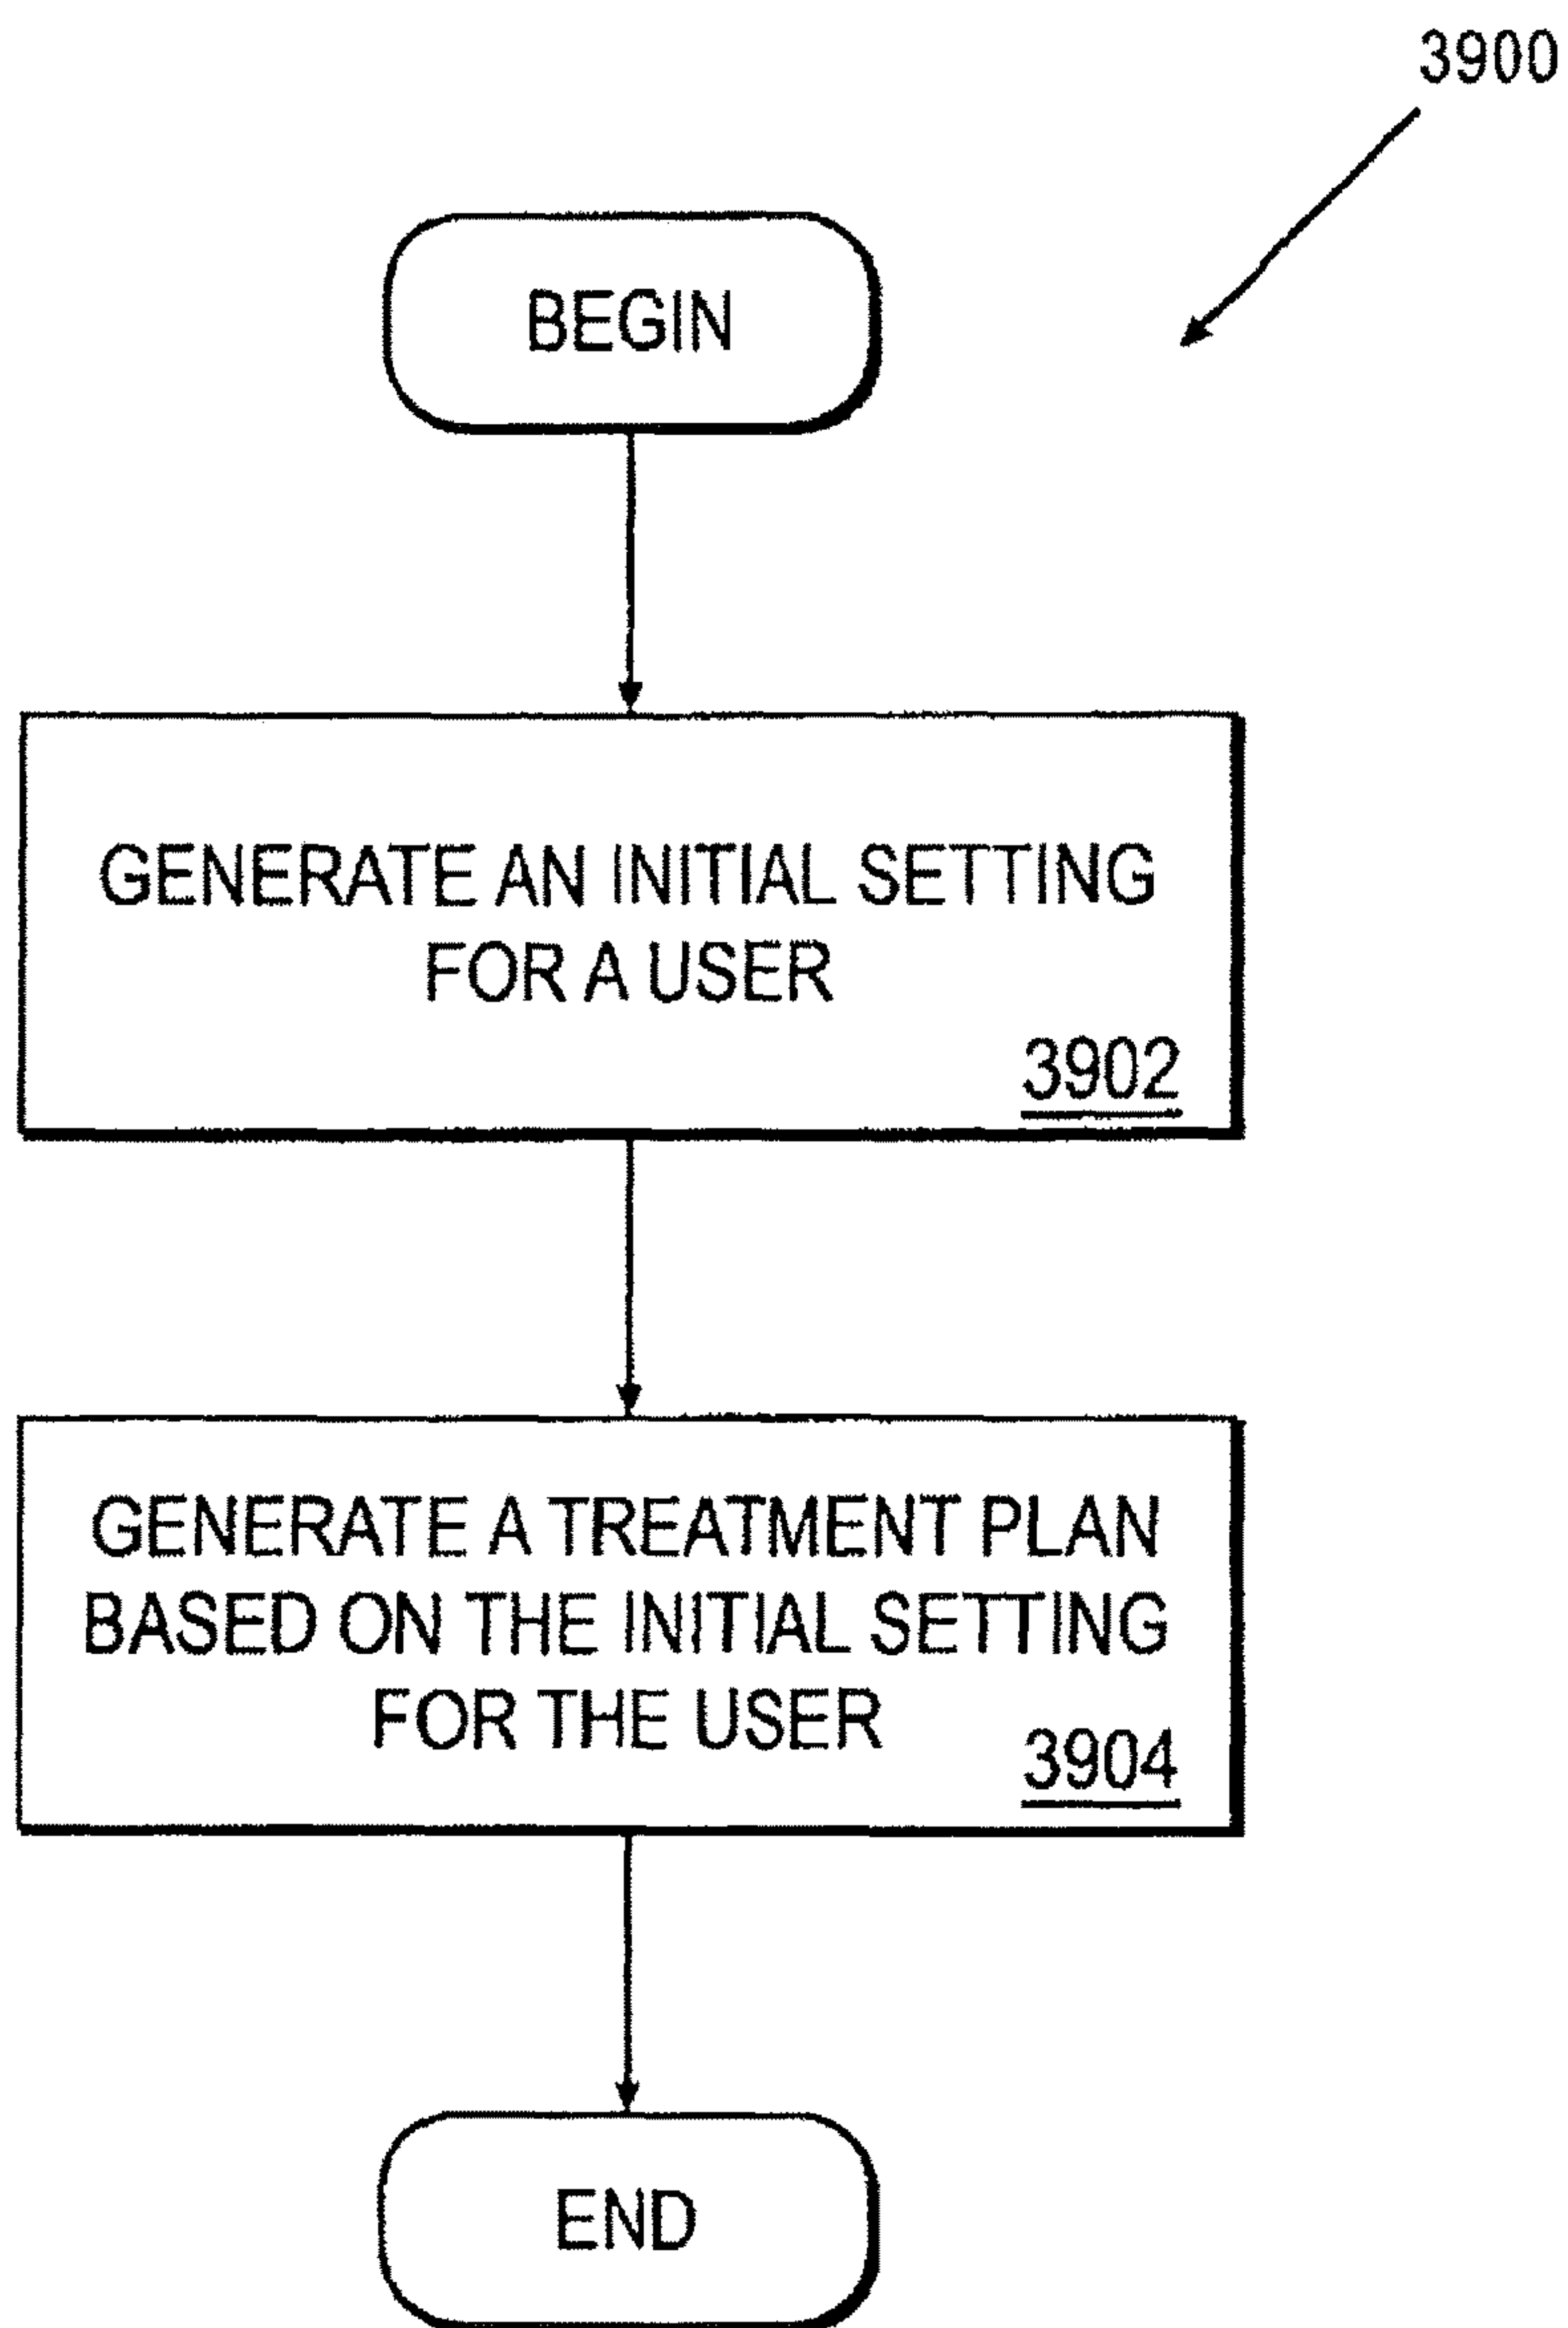 3900
BEGIN
GENERATE AN INITIAL SETTING
FOR A USER
3902
GENERATE A TREATMENT PLAN
BASED ON THE INITIAL SETTING
FOR THE USER
3904
END